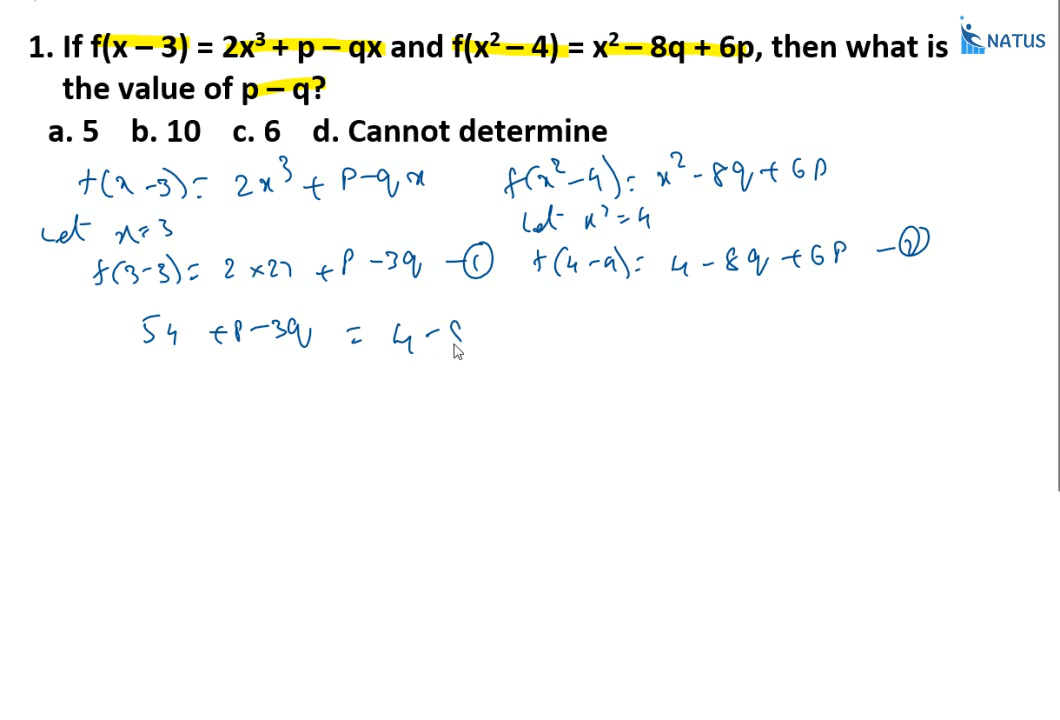 1. If f(x – 3) = 2x³ + p – qx and f(x² – 4) = x² – 8q + 6p, then what is
NATUS
the value of p – q?
a. 5 b. 10 c. 6 d. Cannot determine
f(x-3) = 2x³ + p-qx
f(x²-4) = x² - 8q + 6p
Let x=3
Let x²=4
f(3-3) = 2×27 + p -3q -①
f(4-4) = 4 - 8q + 6p -②
54 +p-3q = 4 -